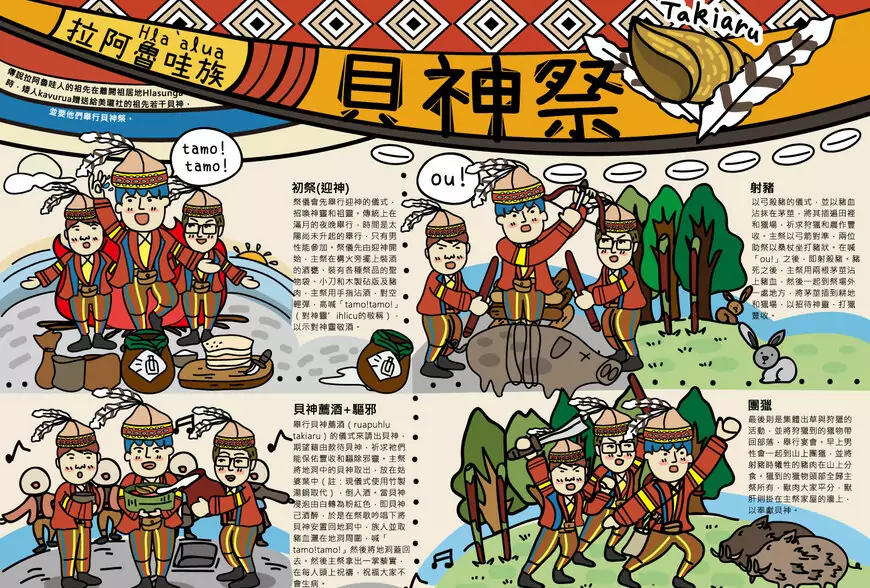 拉阿魯哇族
Hla'alua
貝神祭
Takiaru
傳說拉阿魯哇人的祖先在離開祖居地Hlasunga
時，矮人kavurua贈送給美壠社的祖先若干貝神，
並要他們舉行貝神祭。
tamo!
tamo!
初祭(迎神)
祭儀會先舉行迎神的儀式，
招喚神靈和祖靈。傳統上在
滿月的夜晚舉行，時間是太
陽尚未升起的舉行，只有男
性能參加。祭儀先由迎神開
始，主祭在構火旁擺上裝酒
的酒甕、裝有各種祭品的聖
物袋、小刀和木製砧版及豬
肉，主祭用手指沾酒，對空
輕彈，高喊「tamo!tamo!」
（對神靈ˊ ihlicu的敬稱），
以示對神靈敬酒。
ou!
射豬
以弓殺豬的儀式，並以豬血
沾抹在茅莖，將其插遍田裡
和獵場，祈求狩獵和農作豐
收。主祭以弓箭對準，兩位
助祭以桑杖坐打豬獸。在喊
「ou!」之後，即射殺豬。豬
死之後，主祭用兩根茅莖沾
上豬血，然後一起到祭場外
一處地方，將茅莖插到耕地
和獵場，以招待神靈、打獵
豐收。
貝神薦酒+驅邪
舉行貝神薦酒（ruapuhlu
takiaru）的儀式來請出貝神，
期望藉由款待貝神，祈求祂們
能保佑豐收和驅除邪靈。主祭
將地洞中的貝神取出，放在姑
婆葉中（註：現儀式使用竹製
湯鍋取代），倒入酒。當貝神
浸泡由白轉為粉紅色，即貝神
已酒醉，於是在祭歌吟唱下將
貝神安置回地洞中，族人並取
豬血灑在地洞周圍，喊「
tamo!tamo!」然後將地洞蓋回
去。然後主祭拿出一掌藜實，
在每人頭上祝禱，祝福大家不
會生病。
團獵
最後則是集體出草與狩獵的
活動，並將狩獵到的獵物帶
回部落，舉行宴會。早上男
性會一起到山上團獵，並將
射豬時犧牲的豬肉在山上分
食。獵到的獵物頭部全歸主
祭所有，獸肉大家平分，獸
肝則掛在主祭家屋的牆上，
以奉獻貝神。